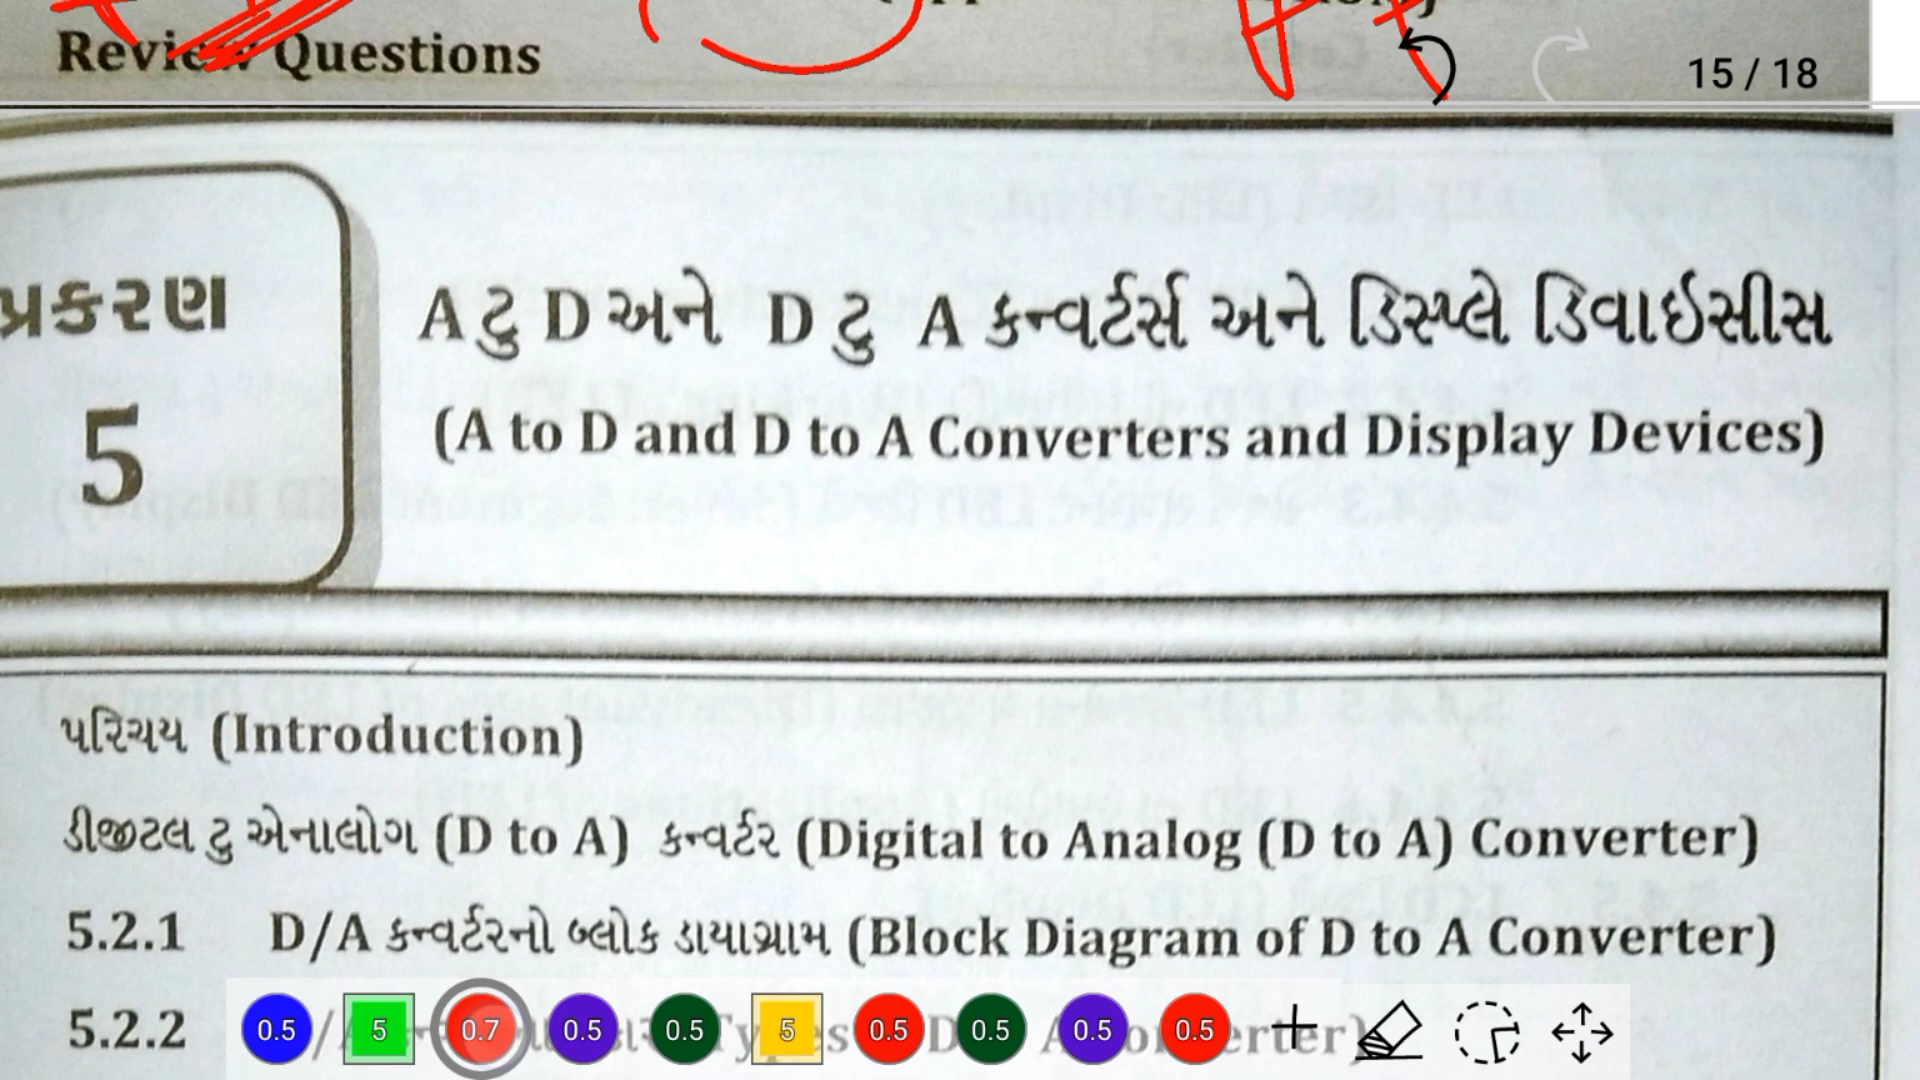 Review Questions
15 / 18
પ્રકરણ
5
A ટુ D અને D ટુ A કન્વર્ટર્સ અને ડિસ્પ્લે ડિવાઇસીસ
(A to D and D to A Converters and Display Devices)
પરિચય (Introduction)
ડીજીટલ ટુ એનાલોગ (D to A) કન્વર્ટર (Digital to Analog (D to A) Converter)
5.2.1 D/A કન્વર્ટરનો બ્લોક ડાયાગ્રામ (Block Diagram of D to A Converter)
5.2.2
0.5 5 0.7 0.5 0.5 5 0.5 0.5 0.5 0.5